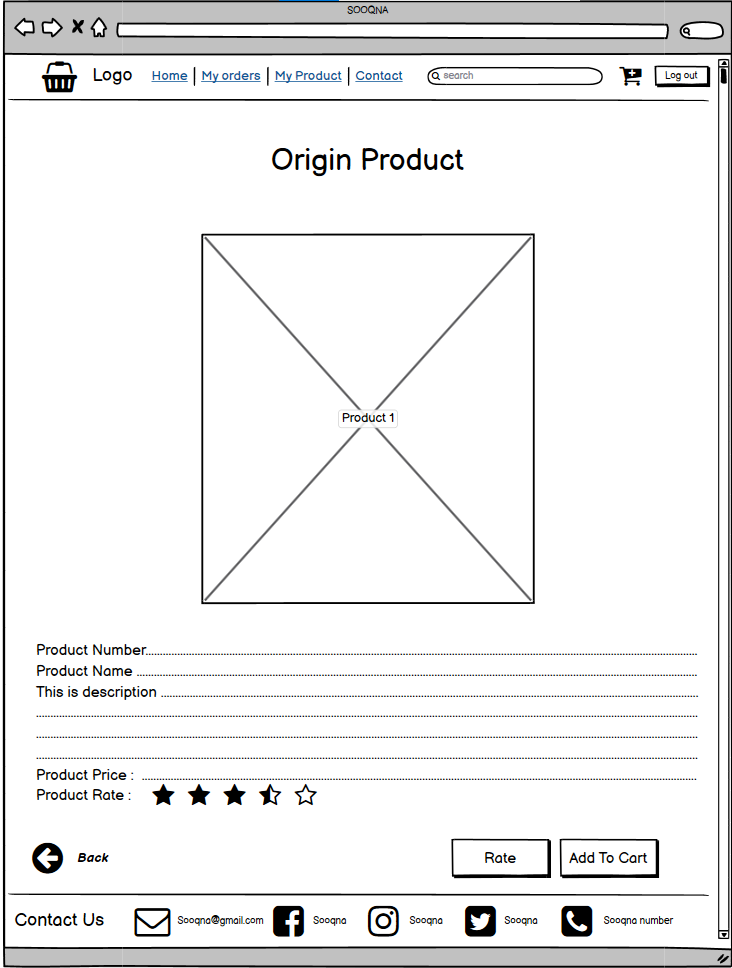 SOOQNA
Logo Home My orders My Product Contact search Log out
Origin Product
Product 1
Product Number
Product Name
This is description
Product Price :
Product Rate :
Back Rate Add To Cart
Contact Us Sooqna@gmail.com Sooqna Sooqna Sooqna Sooqna number